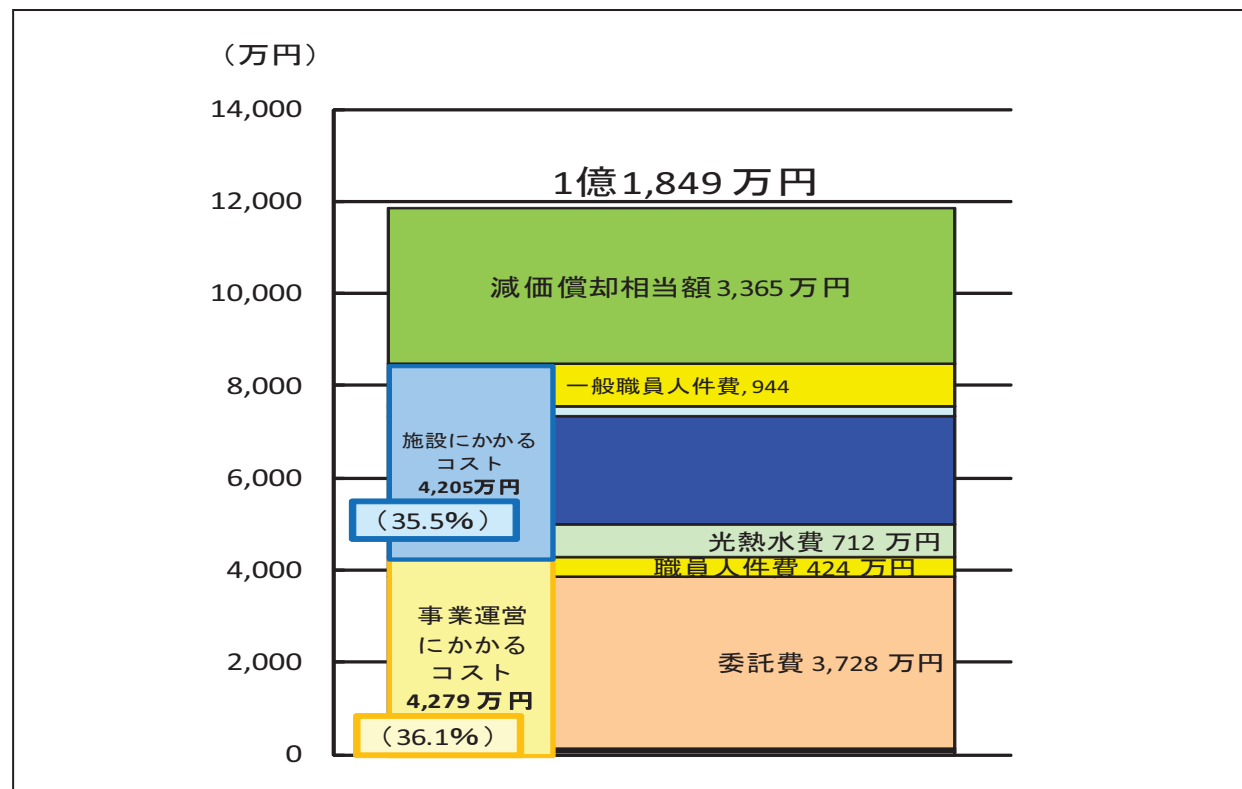 （万円）
14,000
1億1,849 万円
12,000
減価償却相当額 3,365 万円
10,000
8,000
一般職員人件費, 944
施設にかかる
コスト
4,205万円
（35.5%）
6,000
光熱水費 712 万円
職員人件費 424 万円
4,000
事業運営
にかかる
コスト
4,279 万円
（36.1%）
委託費 3,728 万円
2,000
0